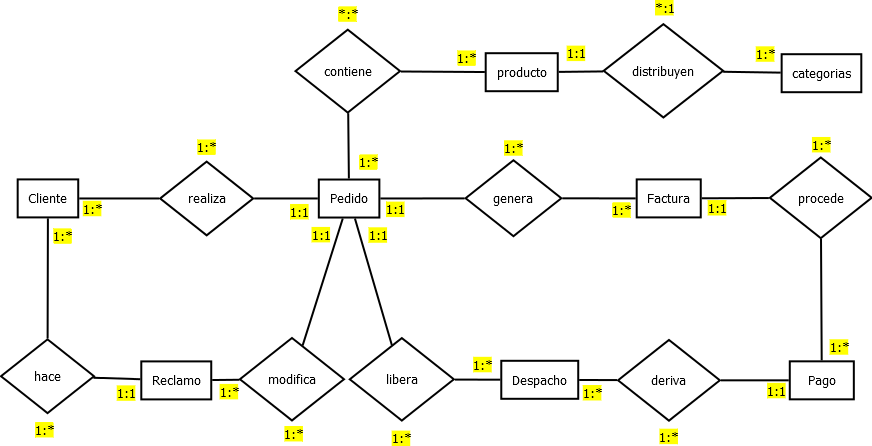 *:*
*:1
1:*
1:1
1:*
contiene
producto
distribuyen
categorias
1:*
1:*
1:*
1:*
Cliente
realiza
Pedido
genera
Factura
procede
1:*
1:1
1:1
1:*
1:1
1:*
1:1
1:1
1:*
1:*
hace
Reclamo
modifica
libera
Despacho
deriva
Pago
1:1
1:*
1:*
1:1
1:*
1:*
1:*
1:*